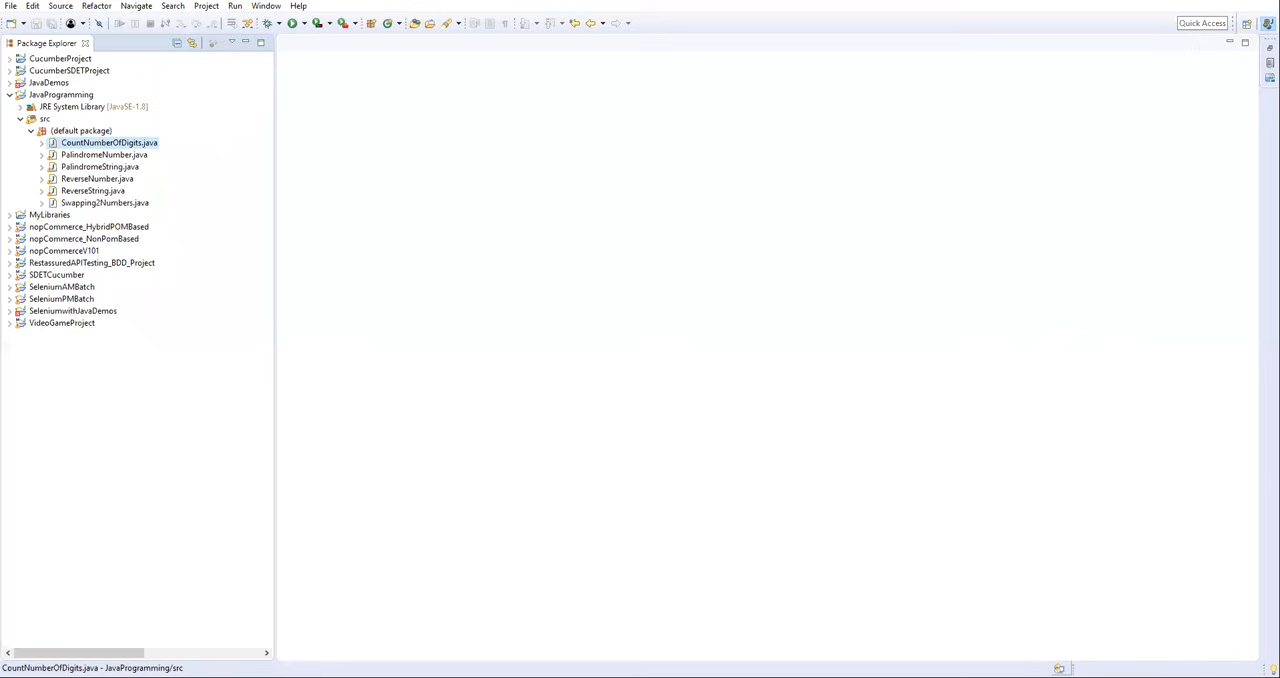 File Edit Source Refactor Navigate Search Project Run Window Help
Quick Access
Package Explorer
CucumberProject
CucumberSDETProject
JavaDemos
JavaProgramming
JRE System Library [JavaSE-1.8]
src
(default package)
CountNumberOfDigits.java
PalindromeNumber.java
PalindromeString.java
ReverseNumber.java
ReverseString.java
Swapping2Numbers.java
MyLibraries
nopCommerce_HybridPOMBased
nopCommerce_NonPomBased
nopCommerceV101
RestassuredAPITesting_BDD_Project
SDETCucumber
SeleniumAMBatch
SeleniumPMBatch
SeleniumwithJavaDemos
VideoGameProject
CountNumberOfDigits.java - JavaProgramming/src